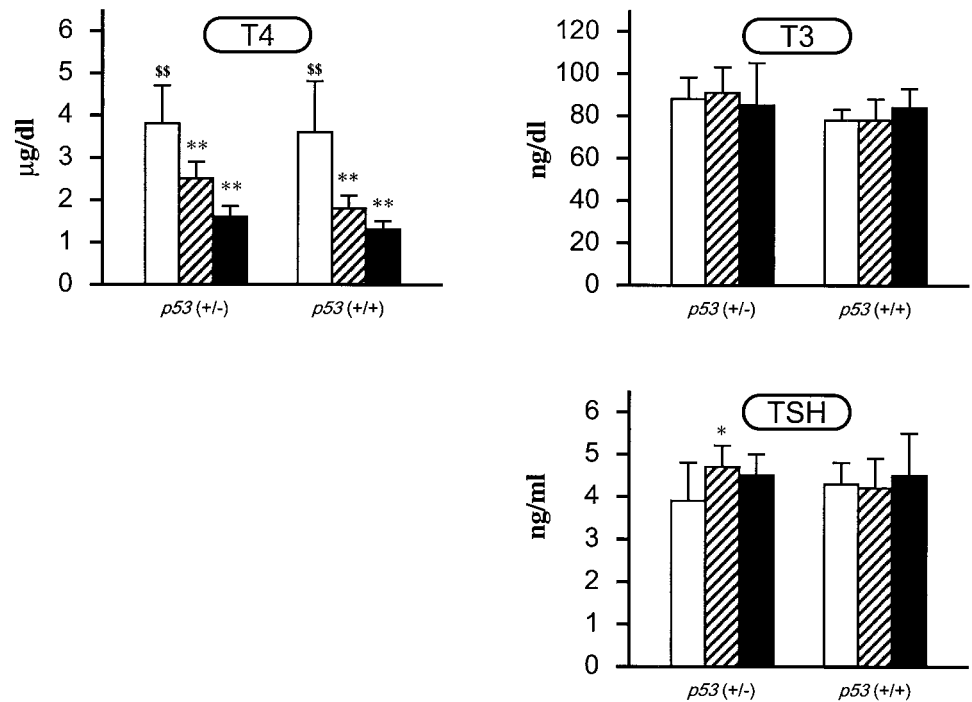 T4
6
5
4
3
2
1
0
µg/dl
$$
**
**
$$
**
**
p53 (+/-)
p53 (+/+)
T3
120
100
80
60
40
20
0
ng/dl
p53 (+/-)
p53 (+/+)
TSH
6
5
4
3
2
1
0
ng/ml
*
p53 (+/-)
p53 (+/+)